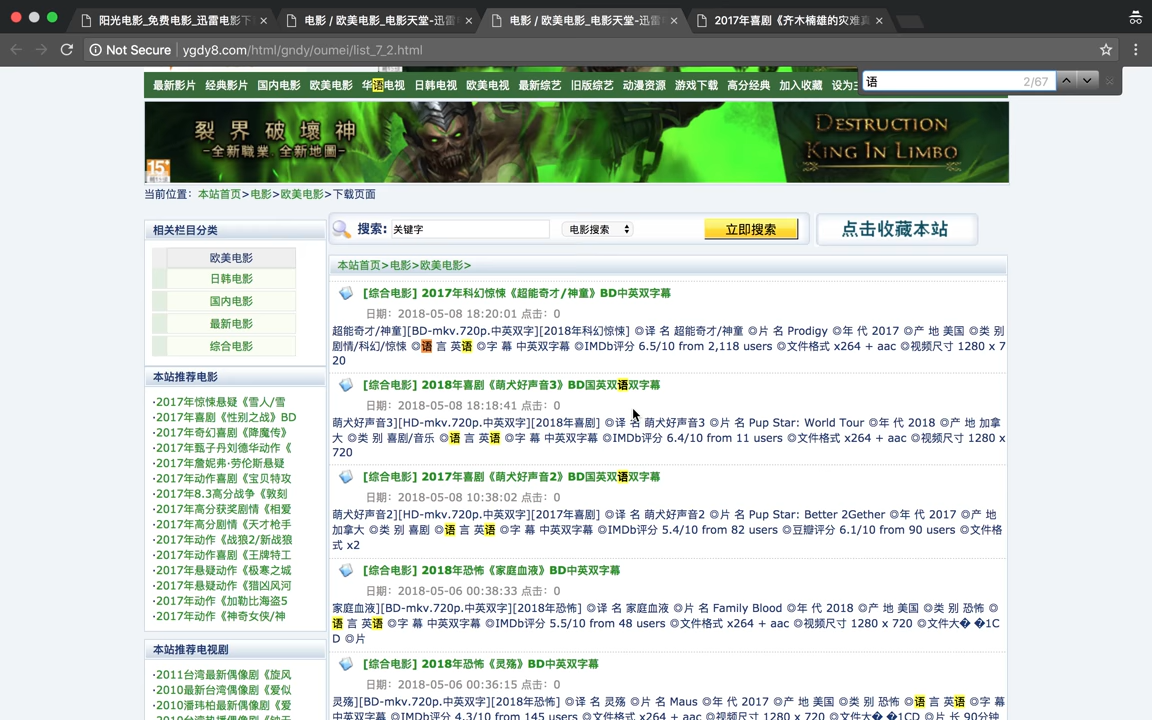 阳光电影_免费电影_迅雷电影下
电影 / 欧美电影_电影天堂-迅雷
电影 / 欧美电影_电影天堂-迅雷
2017年喜剧《齐木楠雄的灾难真
Not Secure
ygdy8.com/html/gndy/oumei/list_7_2.html
语
2/67
最新影片 经典影片 国内电影 欧美电影 华语电视 日韩电视 欧美电视 最新综艺 旧版综艺 动漫资源 游戏下载 高分经典 加入收藏 设为主
裂界破壞神
-全新職業.全新地圖-
15+
DESTRUCTION
KING IN LIMBO
当前位置：本站首页>电影>欧美电影>下载页面
相关栏目分类
欧美电影
日韩电影
国内电影
最新电影
综合电影
本站推荐电影
·2017年惊悚悬疑《雪人/雪
·2017年喜剧《性别之战》BD
·2017年奇幻喜剧《降魔传》
·2017年甄子丹刘德华动作《
·2017年詹妮弗·劳伦斯悬疑
·2017年动作喜剧《宝贝特攻
·2017年8.3高分战争《敦刻
·2017年高分获奖剧情《相爱
·2017年高分剧情《天才枪手
·2017年动作《战狼2/新战狼
·2017年动作喜剧《王牌特工
·2017年动作悬疑《极寒之城
·2017年悬疑动作《猎凶风河
·2017年动作《加勒比海盗5
·2017年动作《神奇女侠/神
本站推荐电视剧
·2011台湾最新偶像剧《旋风
·2010最新台湾偶像剧《爱似
·2010潘玮柏最新偶像剧《爱
搜索: 关键字 电影搜索 立即搜索
点击收藏本站
本站首页>电影>欧美电影>
[综合电影] 2017年科幻惊悚《超能奇才/神童》BD中英双字幕
日期：2018-05-08 18:20:01 点击：0
超能奇才/神童][BD-mkv.720p.中英双字][2018年科幻惊悚] ◎译 名 超能奇才/神童 ◎片 名 Prodigy ◎年 代 2017 ◎产 地 美国 ◎类 别
剧情/科幻/惊悚 ◎语 言 英语 ◎字 幕 中英双字幕 ◎IMDb评分 6.5/10 from 2,118 users ◎文件格式 x264 + aac ◎视频尺寸 1280 x 7
20
[综合电影] 2018年喜剧《萌犬好声音3》BD国英双语双字幕
日期：2018-05-08 18:18:41 点击：0
萌犬好声音3][HD-mkv.720p.中英双字][2018年喜剧] ◎译 名 萌犬好声音3 ◎片 名 Pup Star: World Tour ◎年 代 2018 ◎产 地 加拿
大 ◎类 别 喜剧/音乐 ◎语 言 英语 ◎字 幕 中英双字幕 ◎IMDb评分 6.4/10 from 11 users ◎文件格式 x264 + aac ◎视频尺寸 1280 x
720
[综合电影] 2017年喜剧《萌犬好声音2》BD国英双语双字幕
日期：2018-05-08 10:38:02 点击：0
萌犬好声音2][HD-mkv.720p.中英双字][2017年喜剧] ◎译 名 萌犬好声音2 ◎片 名 Pup Star: Better 2Gether ◎年 代 2017 ◎产 地
加拿大 ◎类 别 喜剧 ◎语 言 英语 ◎字 幕 中英双字幕 ◎IMDb评分 5.4/10 from 82 users ◎豆瓣评分 6.1/10 from 90 users ◎文件格
式 x2
[综合电影] 2018年恐怖《家庭血液》BD中英双字幕
日期：2018-05-06 00:38:33 点击：0
家庭血液][BD-mkv.720p.中英双字][2018年恐怖] ◎译 名 家庭血液 ◎片 名 Family Blood ◎年 代 2018 ◎产 地 美国 ◎类 别 恐怖 ◎
语 言 英语 ◎字 幕 中英双字幕 ◎IMDb评分 5.5/10 from 48 users ◎文件格式 x264 + aac ◎视频尺寸 1280 x 720 ◎文件大� �1C
D ◎片
[综合电影] 2018年恐怖《灵殇》BD中英双字幕
日期：2018-05-06 00:36:15 点击：0
灵殇][BD-mkv.720p.中英双字][2018年恐怖] ◎译 名 灵殇 ◎片 名 Maus ◎年 代 2017 ◎产 地 美国 ◎类 别 恐怖 ◎语 言 英语 ◎字 幕
中英双字幕 ◎IMDb评分 4.3/10 from 145 users ◎文件格式 x264 + aac ◎视频尺寸 1280 x 720 ◎文件大� �1CD ◎片 长 90分钟